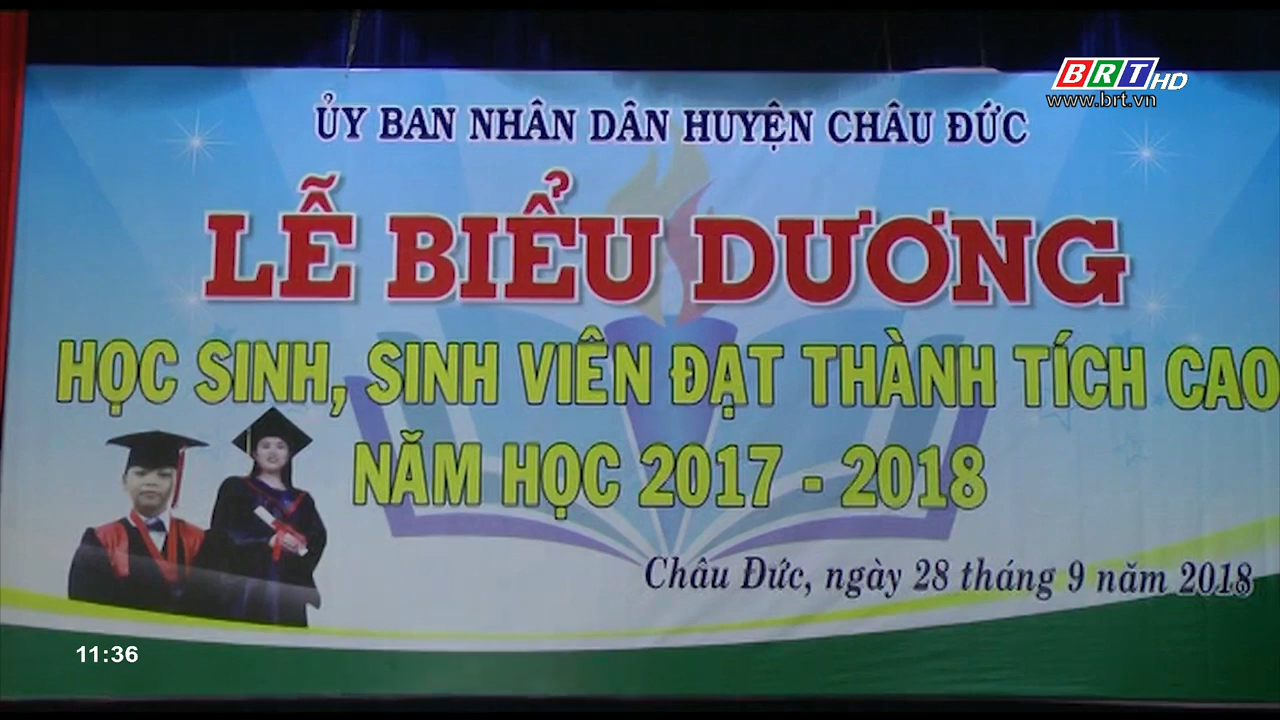 BRT HD
www.brt.vn
ỦY BAN NHÂN DÂN HUYỆN CHÂU ĐỨC
LỄ BIỂU DƯƠNG
HỌC SINH, SINH VIÊN ĐẠT THÀNH TÍCH CAO
NĂM HỌC 2017 - 2018
Châu Đức, ngày 28 tháng 9 năm 2018
11:36